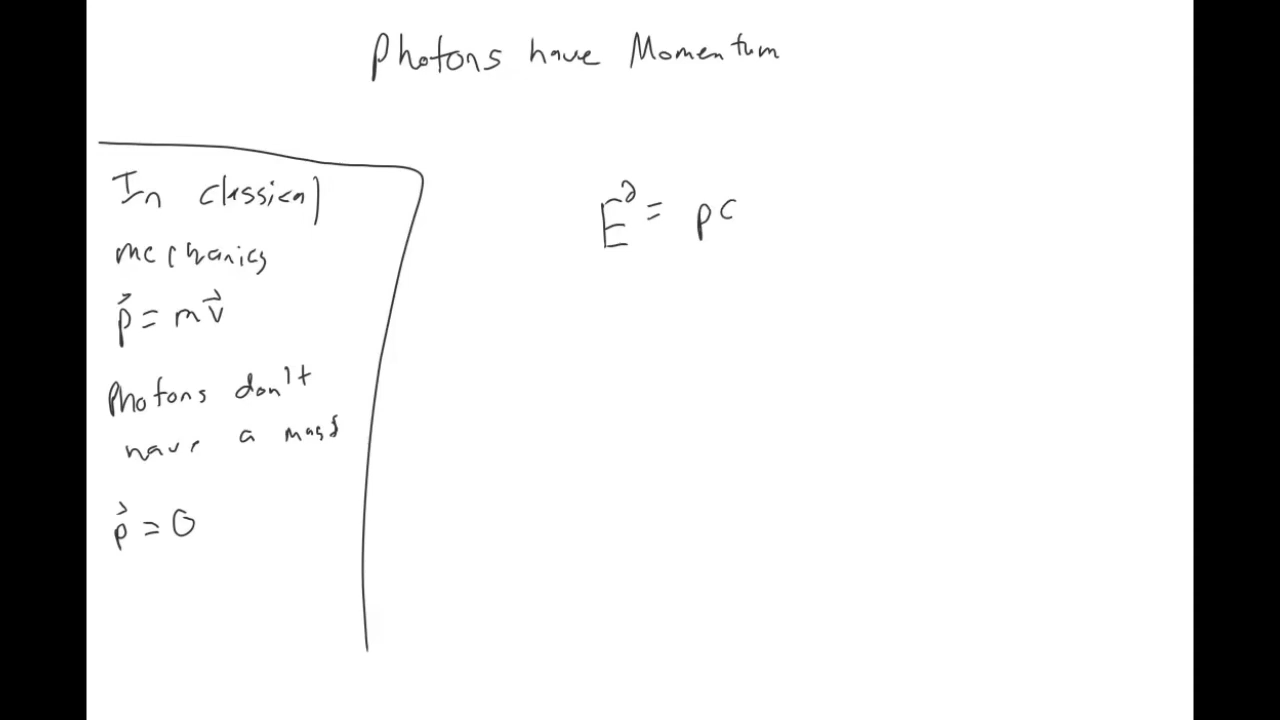 Photons have Momentum
In classical
mechanics
p⃗ = mv⃗
Photons don't
have a mass
p⃗ = 0
E² = pc